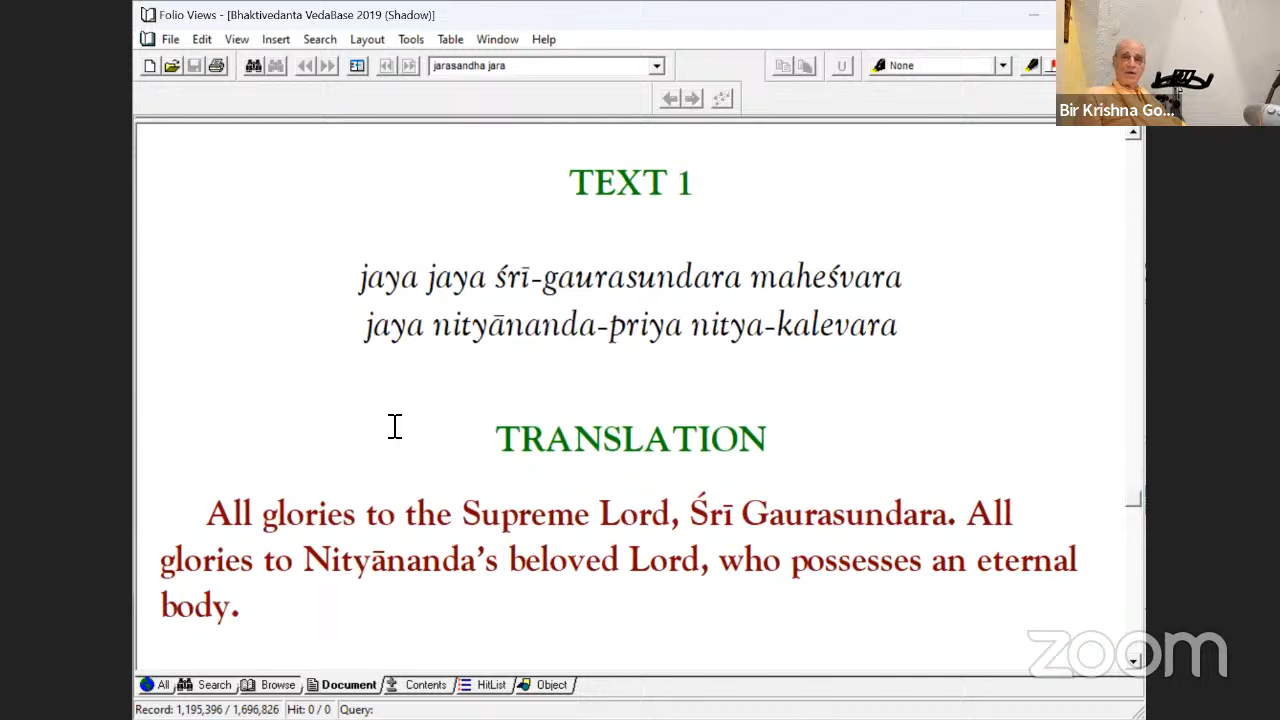 Folio Views - [Bhaktivedanta VedaBase 2019 (Shadow)]
File Edit View Insert Search Layout Tools Table Window Help
jarasandha jara
U
None
Bir Krishna Go...
TEXT 1
jaya jaya śrī-gaurasundara maheśvara
jaya nityānanda-priya nitya-kalevara
TRANSLATION
All glories to the Supreme Lord, Śrī Gaurasundara. All
glories to Nityānanda’s beloved Lord, who possesses an eternal
body.
zoom
All Search Browse Document Contents HitList Object
Record: 1,195,396 / 1,696,826 Hit: 0 / 0 Query: